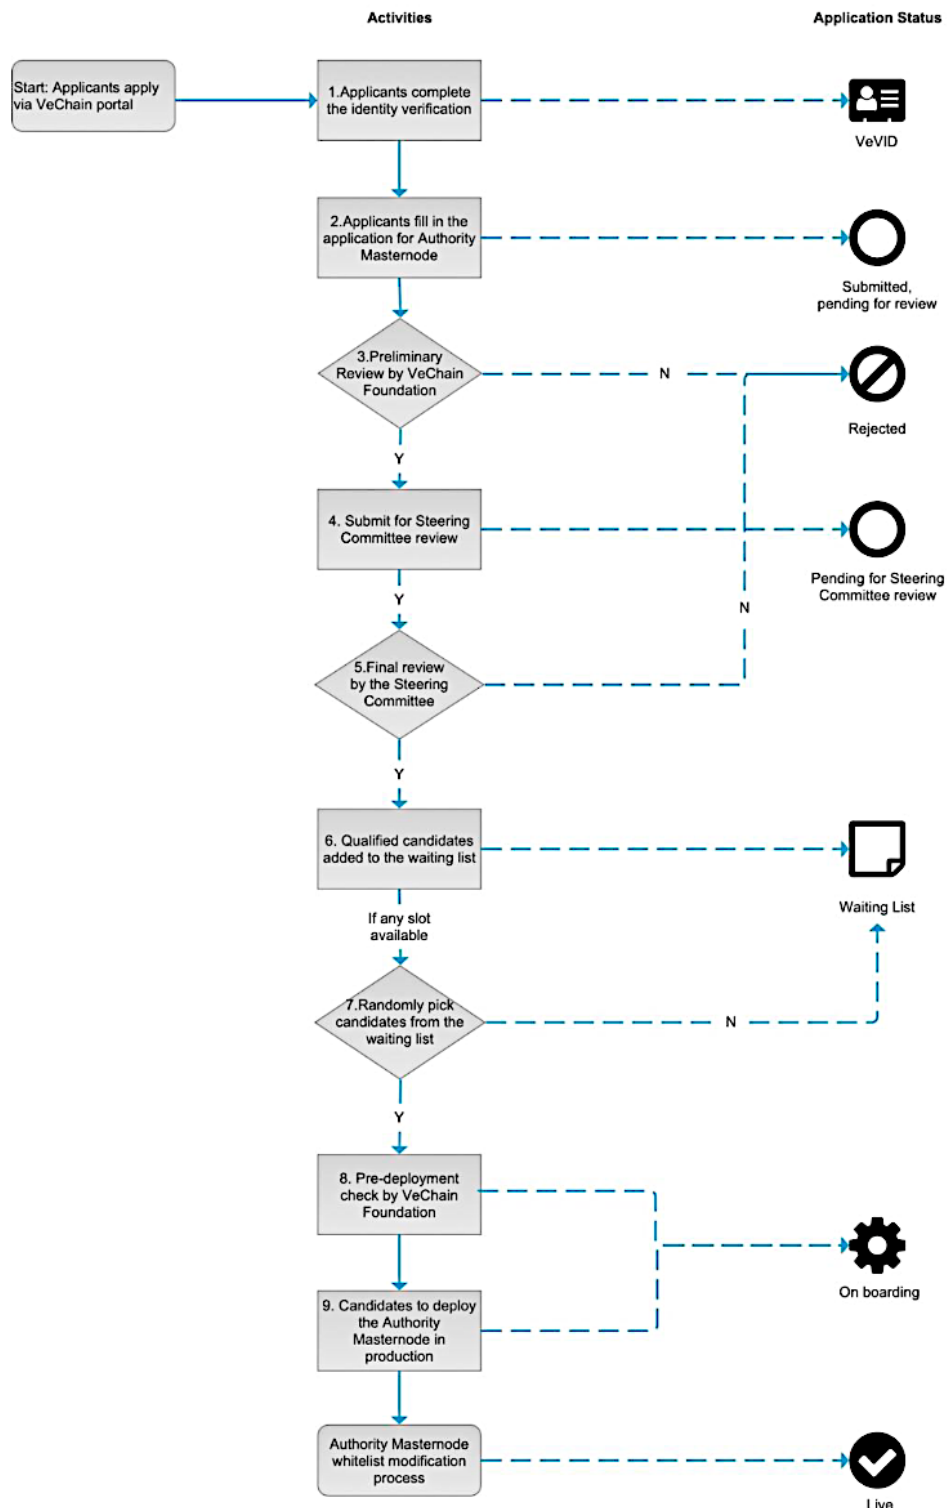 Activities
Application Status
Start: Applicants apply
via VeChain portal
1.Applicants complete
the identity verification
VeVID
2.Applicants fill in the
application for Authority
Masternode
Submitted,
pending for review
3.Preliminary
Review by VeChain
Foundation
N
Rejected
Y
4. Submit for Steering
Committee review
Pending for Steering
Committee review
Y
N
5.Final review
by the Steering
Committee
Y
6. Qualified candidates
added to the waiting list
Waiting List
If any slot
available
7.Randomly pick
candidates from the
waiting list
N
Y
8. Pre-deployment
check by VeChain
Foundation
On boarding
9. Candidates to deploy
the Authority
Masternode in
production
Authority Masternode
whitelist modification
process
Live